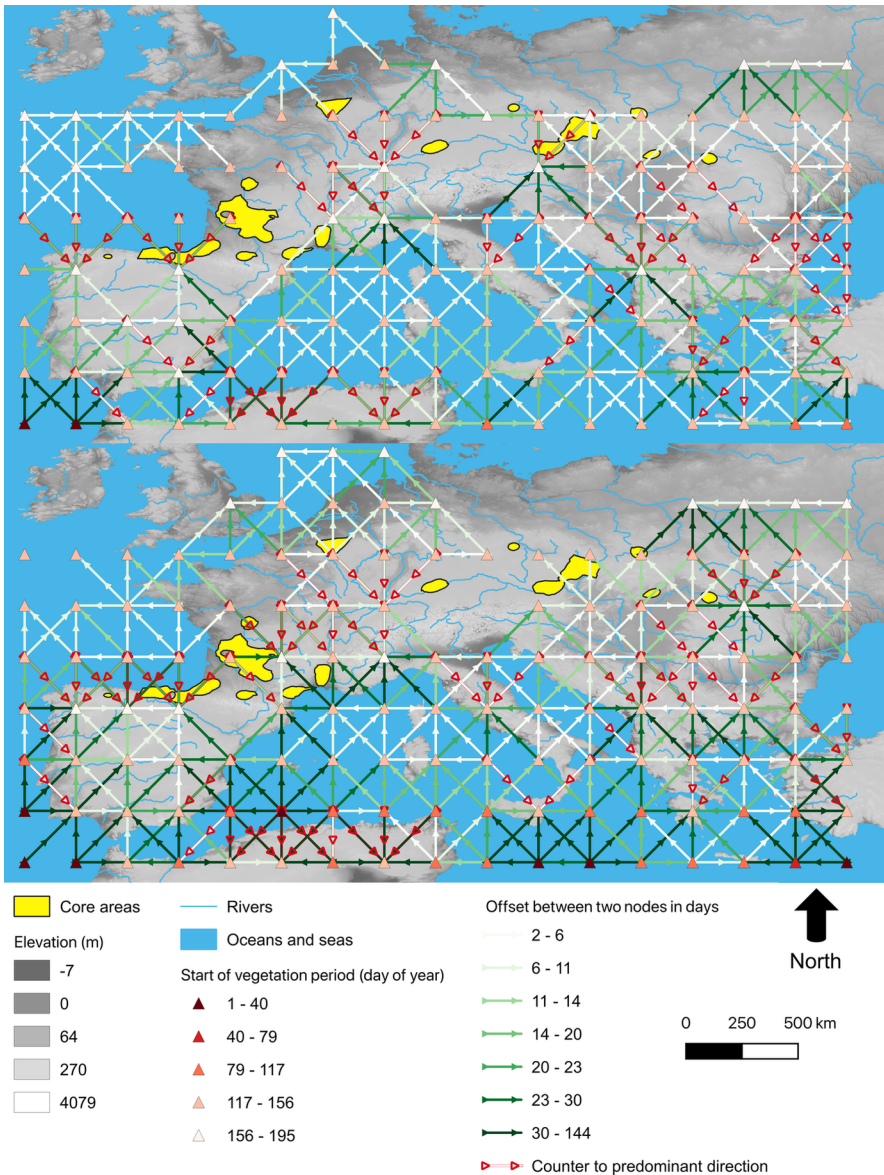 Core areas
Elevation (m)
-7
0
64
270
4079
Rivers
Oceans and seas
Start of vegetation period (day of year)
1 - 40
40 - 79
79 - 117
117 - 156
156 - 195
Offset between two nodes in days
2 - 6
6 - 11
11 - 14
14 - 20
20 - 23
23 - 30
30 - 144
Counter to predominant direction
North
0 250 500 km